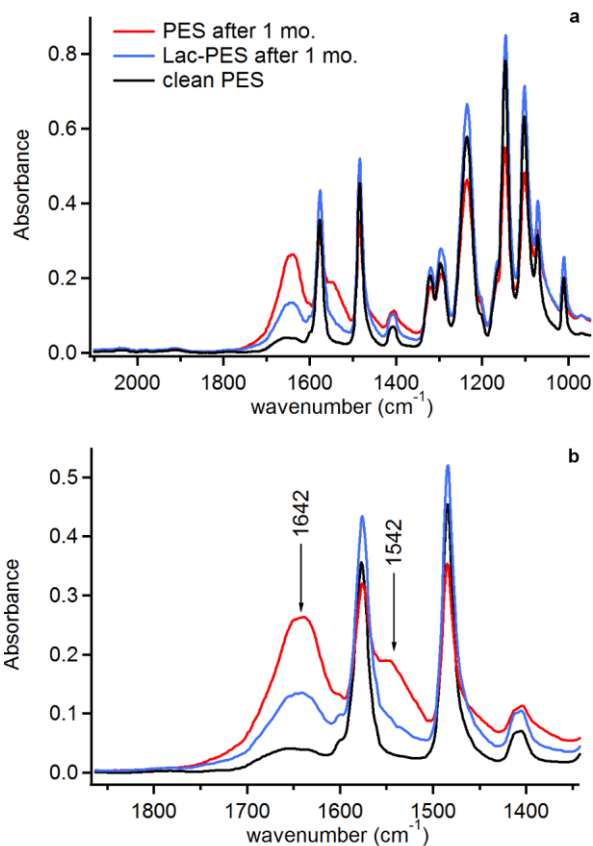 a
PES after 1 mo.
Lac-PES after 1 mo.
clean PES
0.8
0.6
0.4
0.2
0.0
Absorbance
2000 1800 1600 1400 1200 1000
wavenumber (cm⁻¹)
b
0.5
0.4
0.3
0.2
0.1
0.0
Absorbance
1642
1542
1800 1700 1600 1500 1400
wavenumber (cm⁻¹)